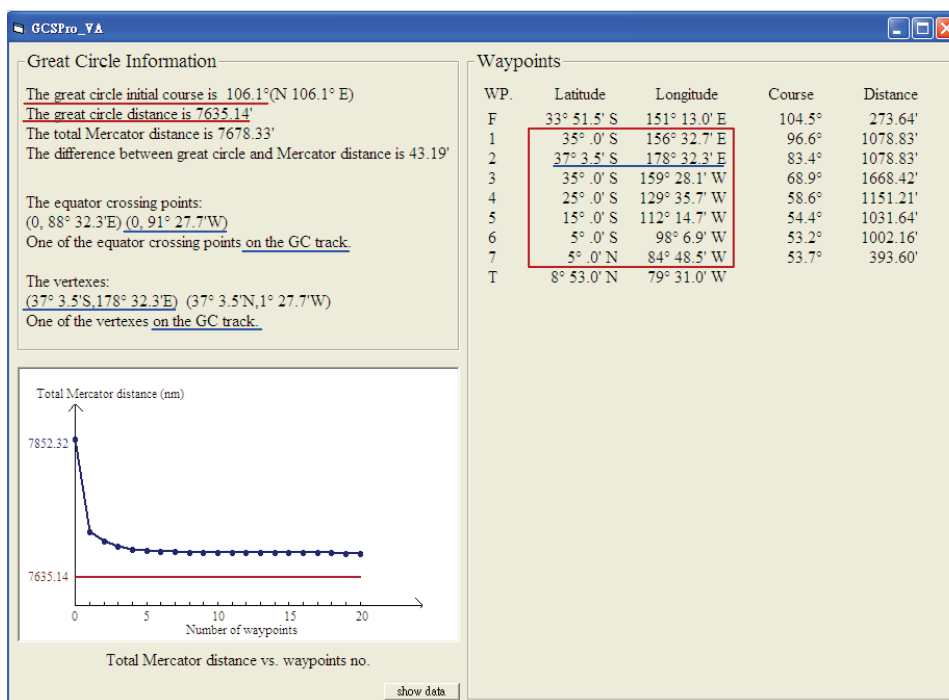 GCSPro_VA
Great Circle Information
The great circle initial course is 106.1°(N 106.1° E)
The great circle distance is 7635.14'
The total Mercator distance is 7678.33'
The difference between great circle and Mercator distance is 43.19'
The equator crossing points:
(0, 88° 32.3'E) (0, 91° 27.7'W)
One of the equator crossing points on the GC track.
The vertexes:
(37° 3.5'S,178° 32.3'E) (37° 3.5'N,1° 27.7'W)
One of the vertexes on the GC track.
Total Mercator distance (nm)
7852.32
7635.14
0 5 10 15 20
Number of waypoints
Total Mercator distance vs. waypoints no.
show data
Waypoints
WP. Latitude Longitude Course Distance
F 33° 51.5' S 151° 13.0' E 104.5° 273.64'
1 35° .0' S 156° 32.7' E 96.6° 1078.83'
2 37° 3.5' S 178° 32.3' E 83.4° 1078.83'
3 35° .0' S 159° 28.1' W 68.9° 1668.42'
4 25° .0' S 129° 35.7' W 58.6° 1151.21'
5 15° .0' S 112° 14.7' W 54.4° 1031.64'
6 5° .0' S 98° 6.9' W 53.2° 1002.16'
7 5° .0' N 84° 48.5' W 53.7° 393.60'
T 8° 53.0' N 79° 31.0' W